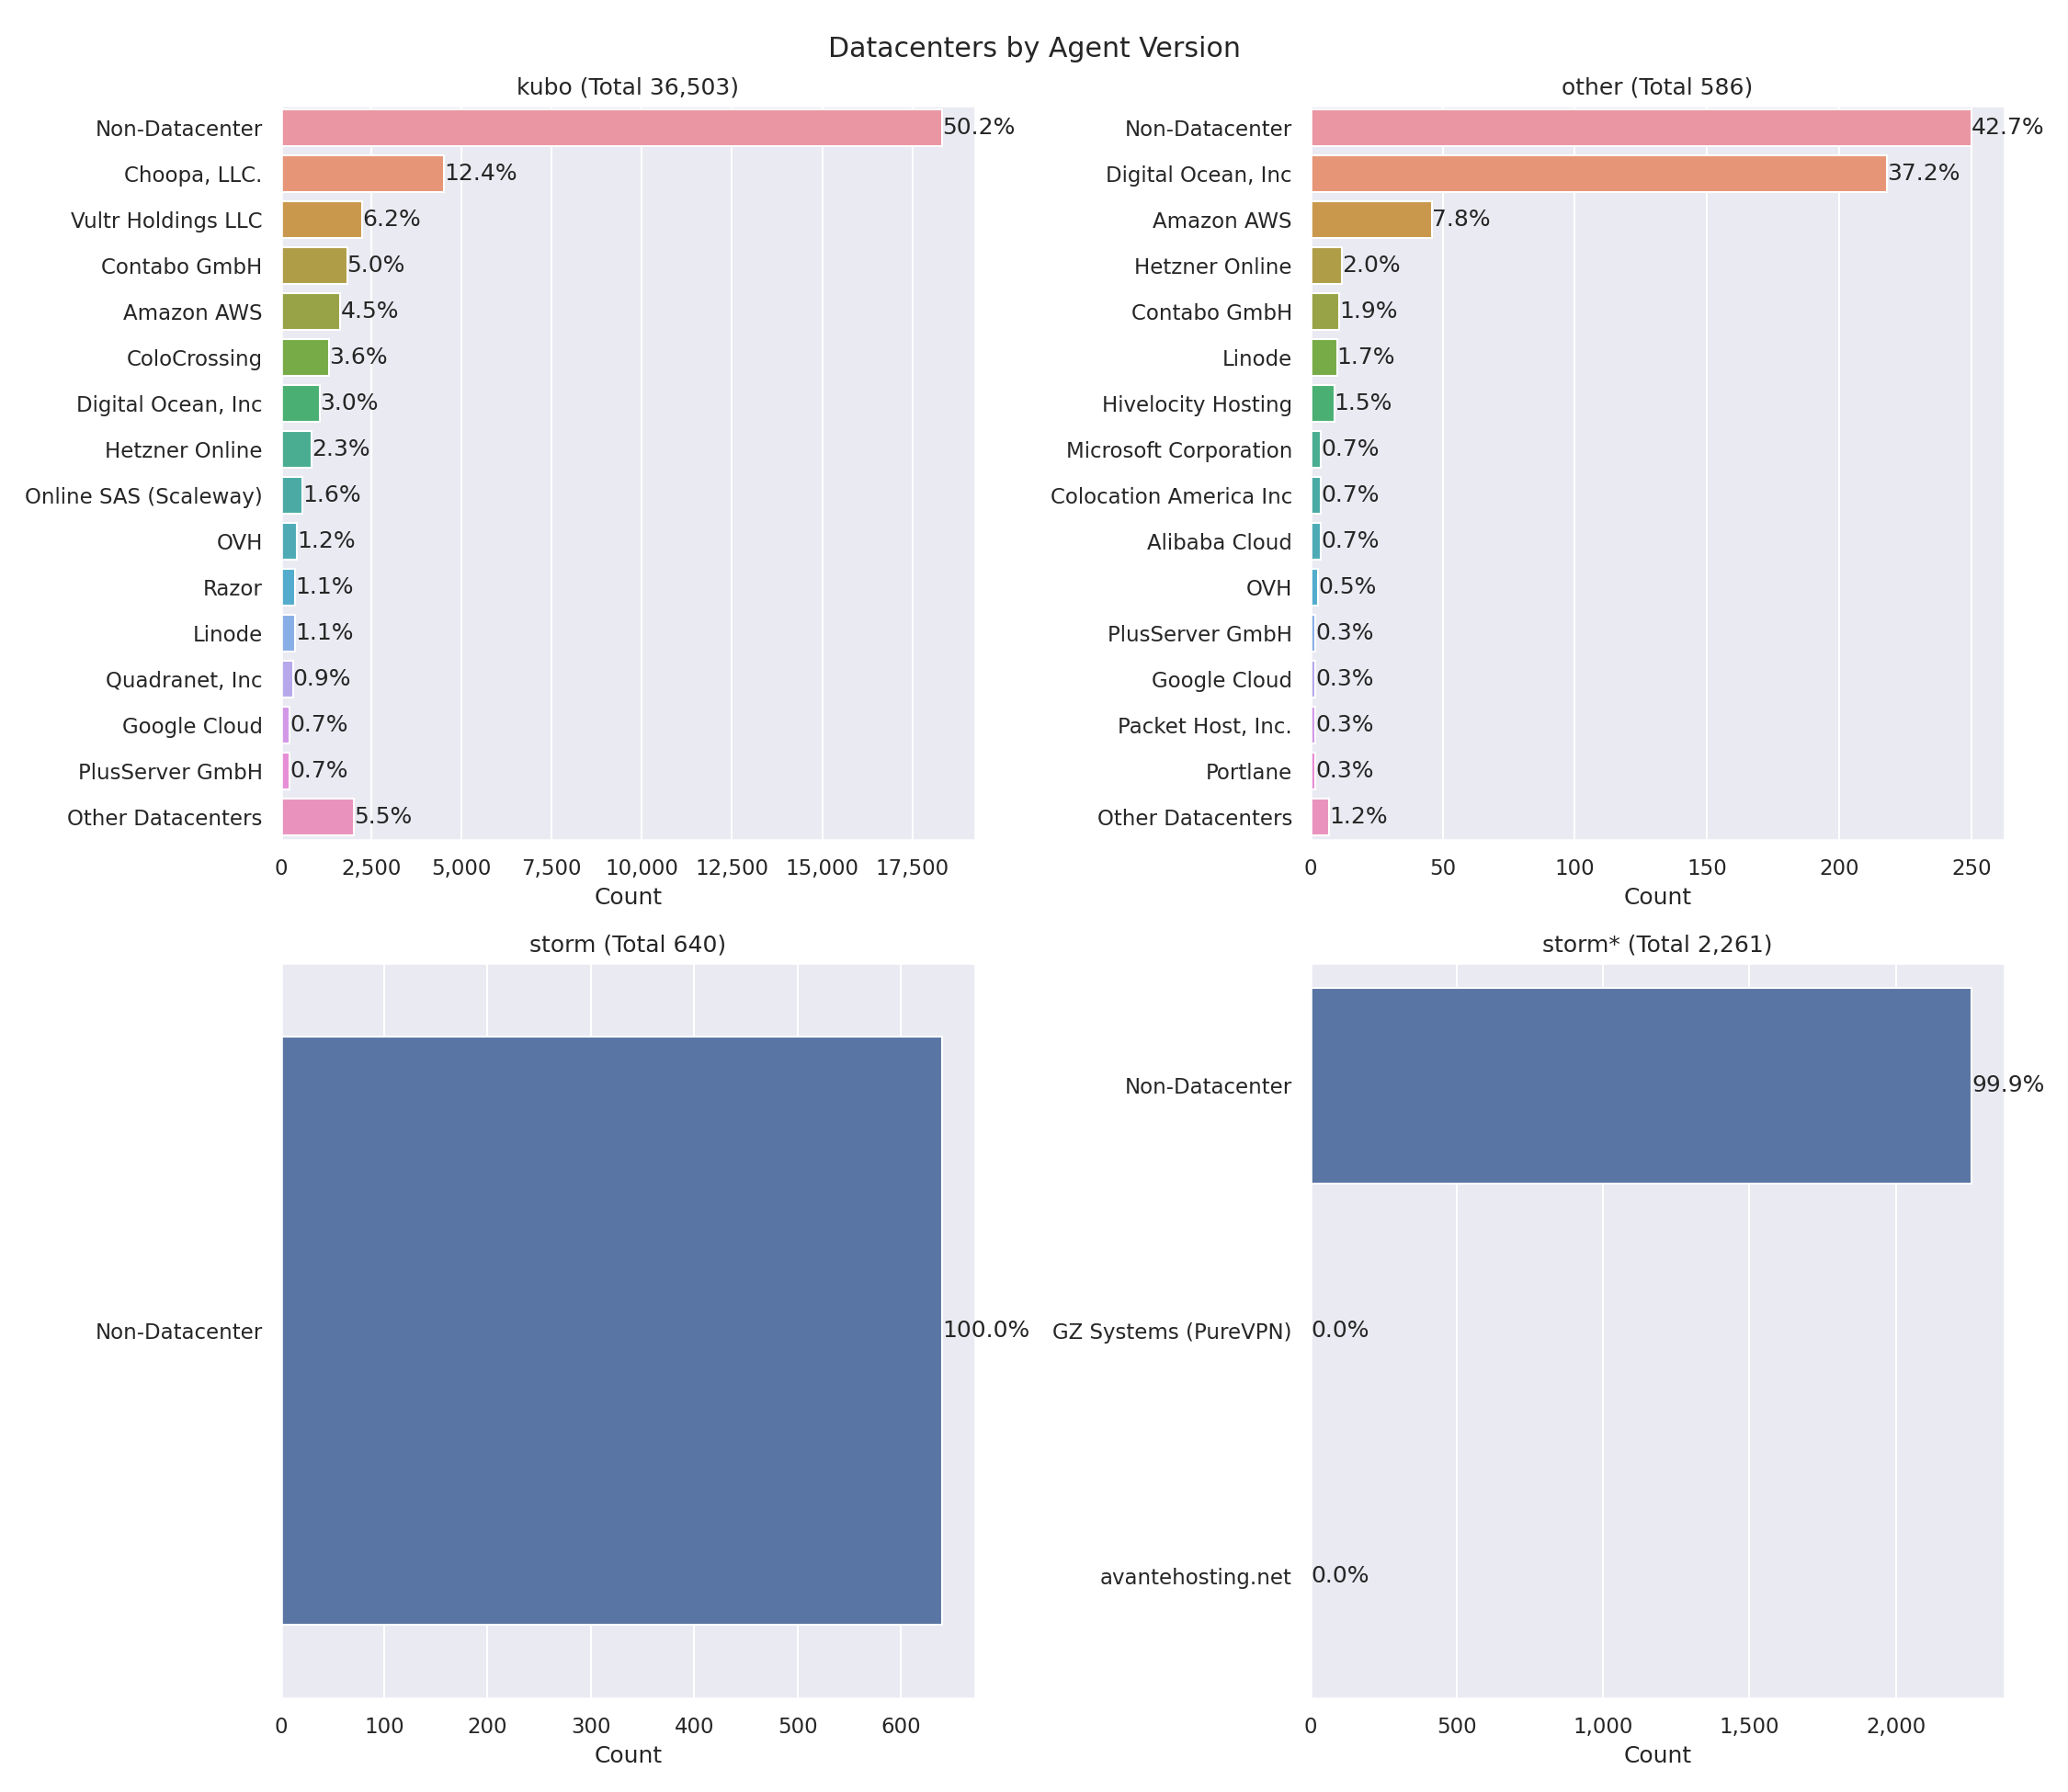 Datacenters by Agent Version
kubo (Total 36,503)
Non-Datacenter 50.2%
Choopa, LLC. 12.4%
Vultr Holdings LLC 6.2%
Contabo GmbH 5.0%
Amazon AWS 4.5%
ColoCrossing 3.6%
Digital Ocean, Inc 3.0%
Hetzner Online 2.3%
Online SAS (Scaleway) 1.6%
OVH 1.2%
Razor 1.1%
Linode 1.1%
Quadranet, Inc 0.9%
Google Cloud 0.7%
PlusServer GmbH 0.7%
Other Datacenters 5.5%
0 2,500 5,000 7,500 10,000 12,500 15,000 17,500
Count
other (Total 586)
Non-Datacenter 42.7%
Digital Ocean, Inc 37.2%
Amazon AWS 7.8%
Hetzner Online 2.0%
Contabo GmbH 1.9%
Linode 1.7%
Hivelocity Hosting 1.5%
Microsoft Corporation 0.7%
Colocation America Inc 0.7%
Alibaba Cloud 0.7%
OVH 0.5%
PlusServer GmbH 0.3%
Google Cloud 0.3%
Packet Host, Inc. 0.3%
Portlane 0.3%
Other Datacenters 1.2%
0 50 100 150 200 250
Count
storm (Total 640)
Non-Datacenter 100.0%
0 100 200 300 400 500 600
Count
storm* (Total 2,261)
Non-Datacenter 99.9%
GZ Systems (PureVPN) 0.0%
avantehosting.net 0.0%
0 500 1,000 1,500 2,000
Count